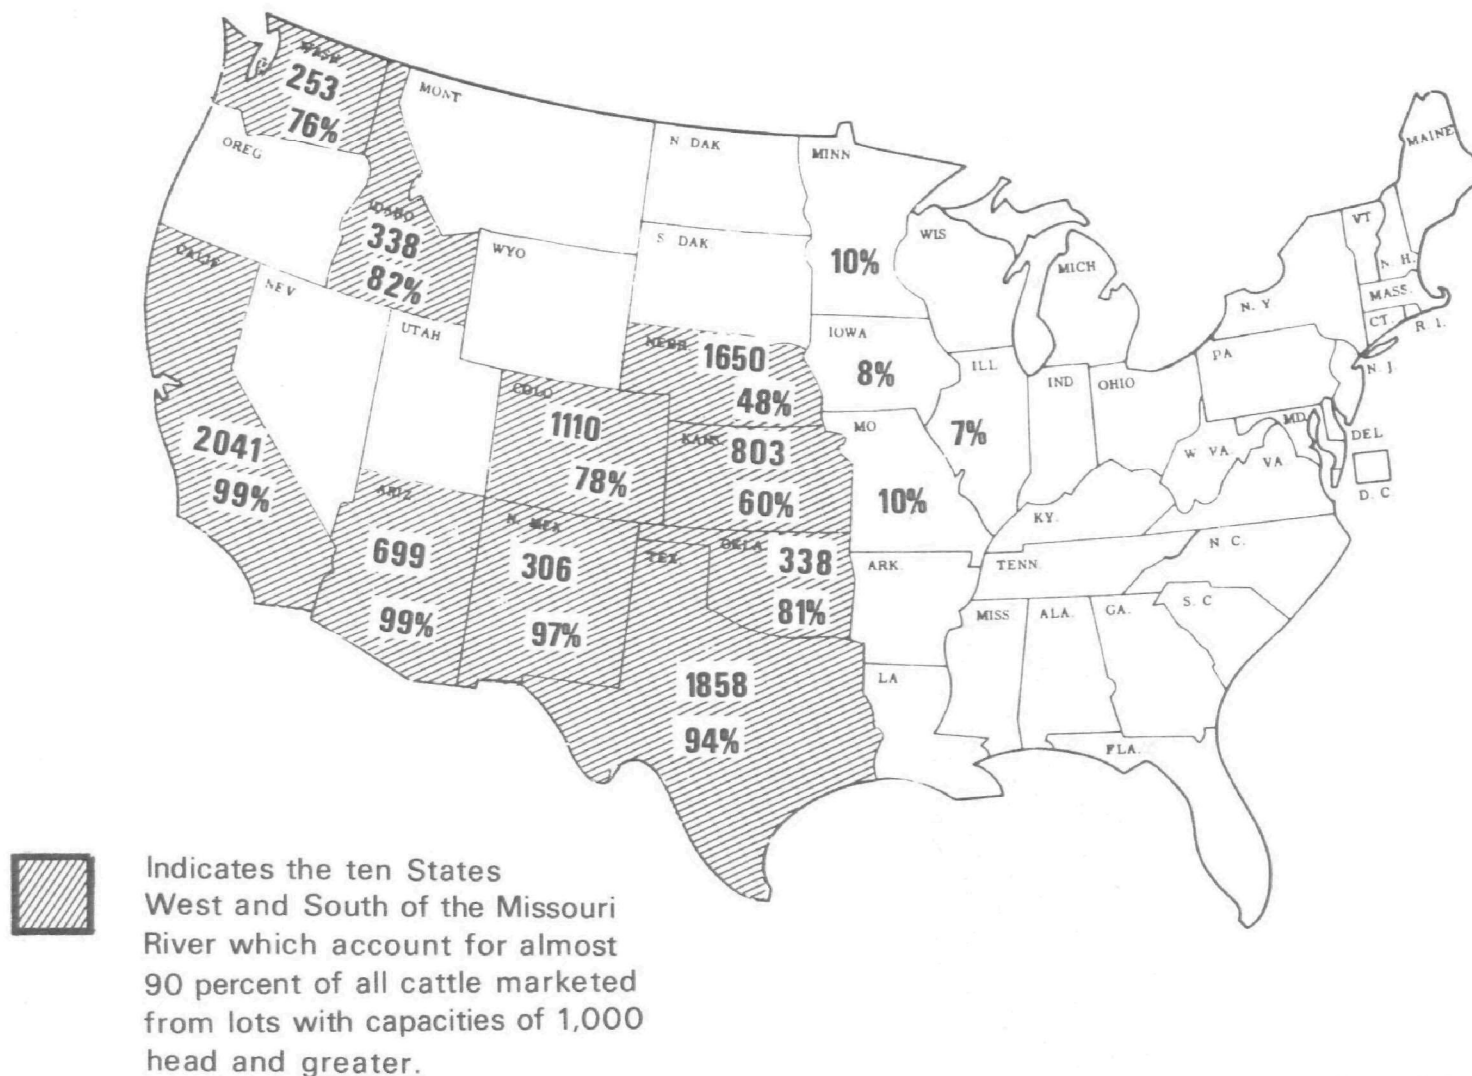 WASH
253
76%
MONT
OREG
N DAK
MINN
MAINE
IDAHO
338
82%
WYO
S DAK
10%
WIS
MICH
VT
N. H.
MASS.
N. Y
CT.
R. I.
CALIF
NEV
UTAH
NEBR
1650
48%
IOWA
8%
ILL
IND
OHIO
PA
N. J.
COLO
1110
78%
KANS
803
60%
MO
10%
7%
W VA.
MD
DEL
VA
D. C
KY.
2041
99%
ARIZ
699
99%
N. MEX
306
97%
TEX.
OKLA
338
81%
ARK.
TENN.
N C.
S. C
MISS
ALA.
GA.
LA
FLA.
1858
94%
Indicates the ten States
West and South of the Missouri
River which account for almost
90 percent of all cattle marketed
from lots with capacities of 1,000
head and greater.